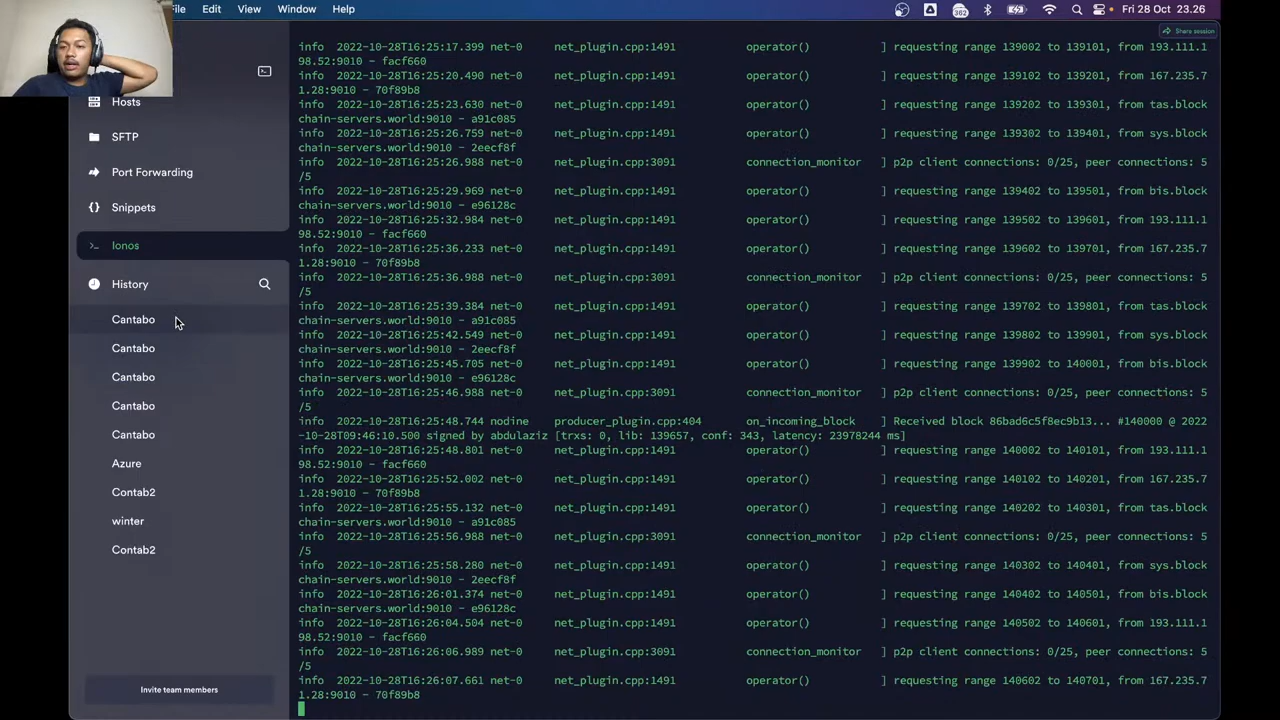 File Edit View Window Help
362
Fri 28 Oct 23.26
Share session
Hosts
SFTP
Port Forwarding
Snippets
Ionos
History
Cantabo
Cantabo
Cantabo
Cantabo
Cantabo
Azure
Contab2
winter
Contab2
Invite team members
info 2022-10-28T16:25:17.399 net-0 net_plugin.cpp:1491 operator() ] requesting range 139002 to 139101, from 193.111.1
98.52:9010 - facf660
info 2022-10-28T16:25:20.490 net-0 net_plugin.cpp:1491 operator() ] requesting range 139102 to 139201, from 167.235.7
1.28:9010 - 70f89b8
info 2022-10-28T16:25:23.630 net-0 net_plugin.cpp:1491 operator() ] requesting range 139202 to 139301, from tas.block
chain-servers.world:9010 - a91c085
info 2022-10-28T16:25:26.759 net-0 net_plugin.cpp:1491 operator() ] requesting range 139302 to 139401, from sys.block
chain-servers.world:9010 - 2eecf8f
info 2022-10-28T16:25:26.988 net-0 net_plugin.cpp:3091 connection_monitor ] p2p client connections: 0/25, peer connections: 5
/5
info 2022-10-28T16:25:29.969 net-0 net_plugin.cpp:1491 operator() ] requesting range 139402 to 139501, from bis.block
chain-servers.world:9010 - e96128c
info 2022-10-28T16:25:32.984 net-0 net_plugin.cpp:1491 operator() ] requesting range 139502 to 139601, from 193.111.1
98.52:9010 - facf660
info 2022-10-28T16:25:36.233 net-0 net_plugin.cpp:1491 operator() ] requesting range 139602 to 139701, from 167.235.7
1.28:9010 - 70f89b8
info 2022-10-28T16:25:36.988 net-0 net_plugin.cpp:3091 connection_monitor ] p2p client connections: 0/25, peer connections: 5
/5
info 2022-10-28T16:25:39.384 net-0 net_plugin.cpp:1491 operator() ] requesting range 139702 to 139801, from tas.block
chain-servers.world:9010 - a91c085
info 2022-10-28T16:25:42.549 net-0 net_plugin.cpp:1491 operator() ] requesting range 139802 to 139901, from sys.block
chain-servers.world:9010 - 2eecf8f
info 2022-10-28T16:25:45.705 net-0 net_plugin.cpp:1491 operator() ] requesting range 139902 to 140001, from bis.block
chain-servers.world:9010 - e96128c
info 2022-10-28T16:25:46.988 net-0 net_plugin.cpp:3091 connection_monitor ] p2p client connections: 0/25, peer connections: 5
/5
info 2022-10-28T16:25:48.744 nodine producer_plugin.cpp:404 on_incoming_block ] Received block 86bad6c5f8ec9b13... #140000 @ 2022
-10-28T09:46:10.500 signed by abdulaziz [trxs: 0, lib: 139657, conf: 343, latency: 23978244 ms]
info 2022-10-28T16:25:48.801 net-0 net_plugin.cpp:1491 operator() ] requesting range 140002 to 140101, from 193.111.1
98.52:9010 - facf660
info 2022-10-28T16:25:52.002 net-0 net_plugin.cpp:1491 operator() ] requesting range 140102 to 140201, from 167.235.7
1.28:9010 - 70f89b8
info 2022-10-28T16:25:55.132 net-0 net_plugin.cpp:1491 operator() ] requesting range 140202 to 140301, from tas.block
chain-servers.world:9010 - a91c085
info 2022-10-28T16:25:56.988 net-0 net_plugin.cpp:3091 connection_monitor ] p2p client connections: 0/25, peer connections: 5
/5
info 2022-10-28T16:25:58.280 net-0 net_plugin.cpp:1491 operator() ] requesting range 140302 to 140401, from sys.block
chain-servers.world:9010 - 2eecf8f
info 2022-10-28T16:26:01.374 net-0 net_plugin.cpp:1491 operator() ] requesting range 140402 to 140501, from bis.block
chain-servers.world:9010 - e96128c
info 2022-10-28T16:26:04.504 net-0 net_plugin.cpp:1491 operator() ] requesting range 140502 to 140601, from 193.111.1
98.52:9010 - facf660
info 2022-10-28T16:26:06.989 net-0 net_plugin.cpp:3091 connection_monitor ] p2p client connections: 0/25, peer connections: 5
/5
info 2022-10-28T16:26:07.661 net-0 net_plugin.cpp:1491 operator() ] requesting range 140602 to 140701, from 167.235.7
1.28:9010 - 70f89b8